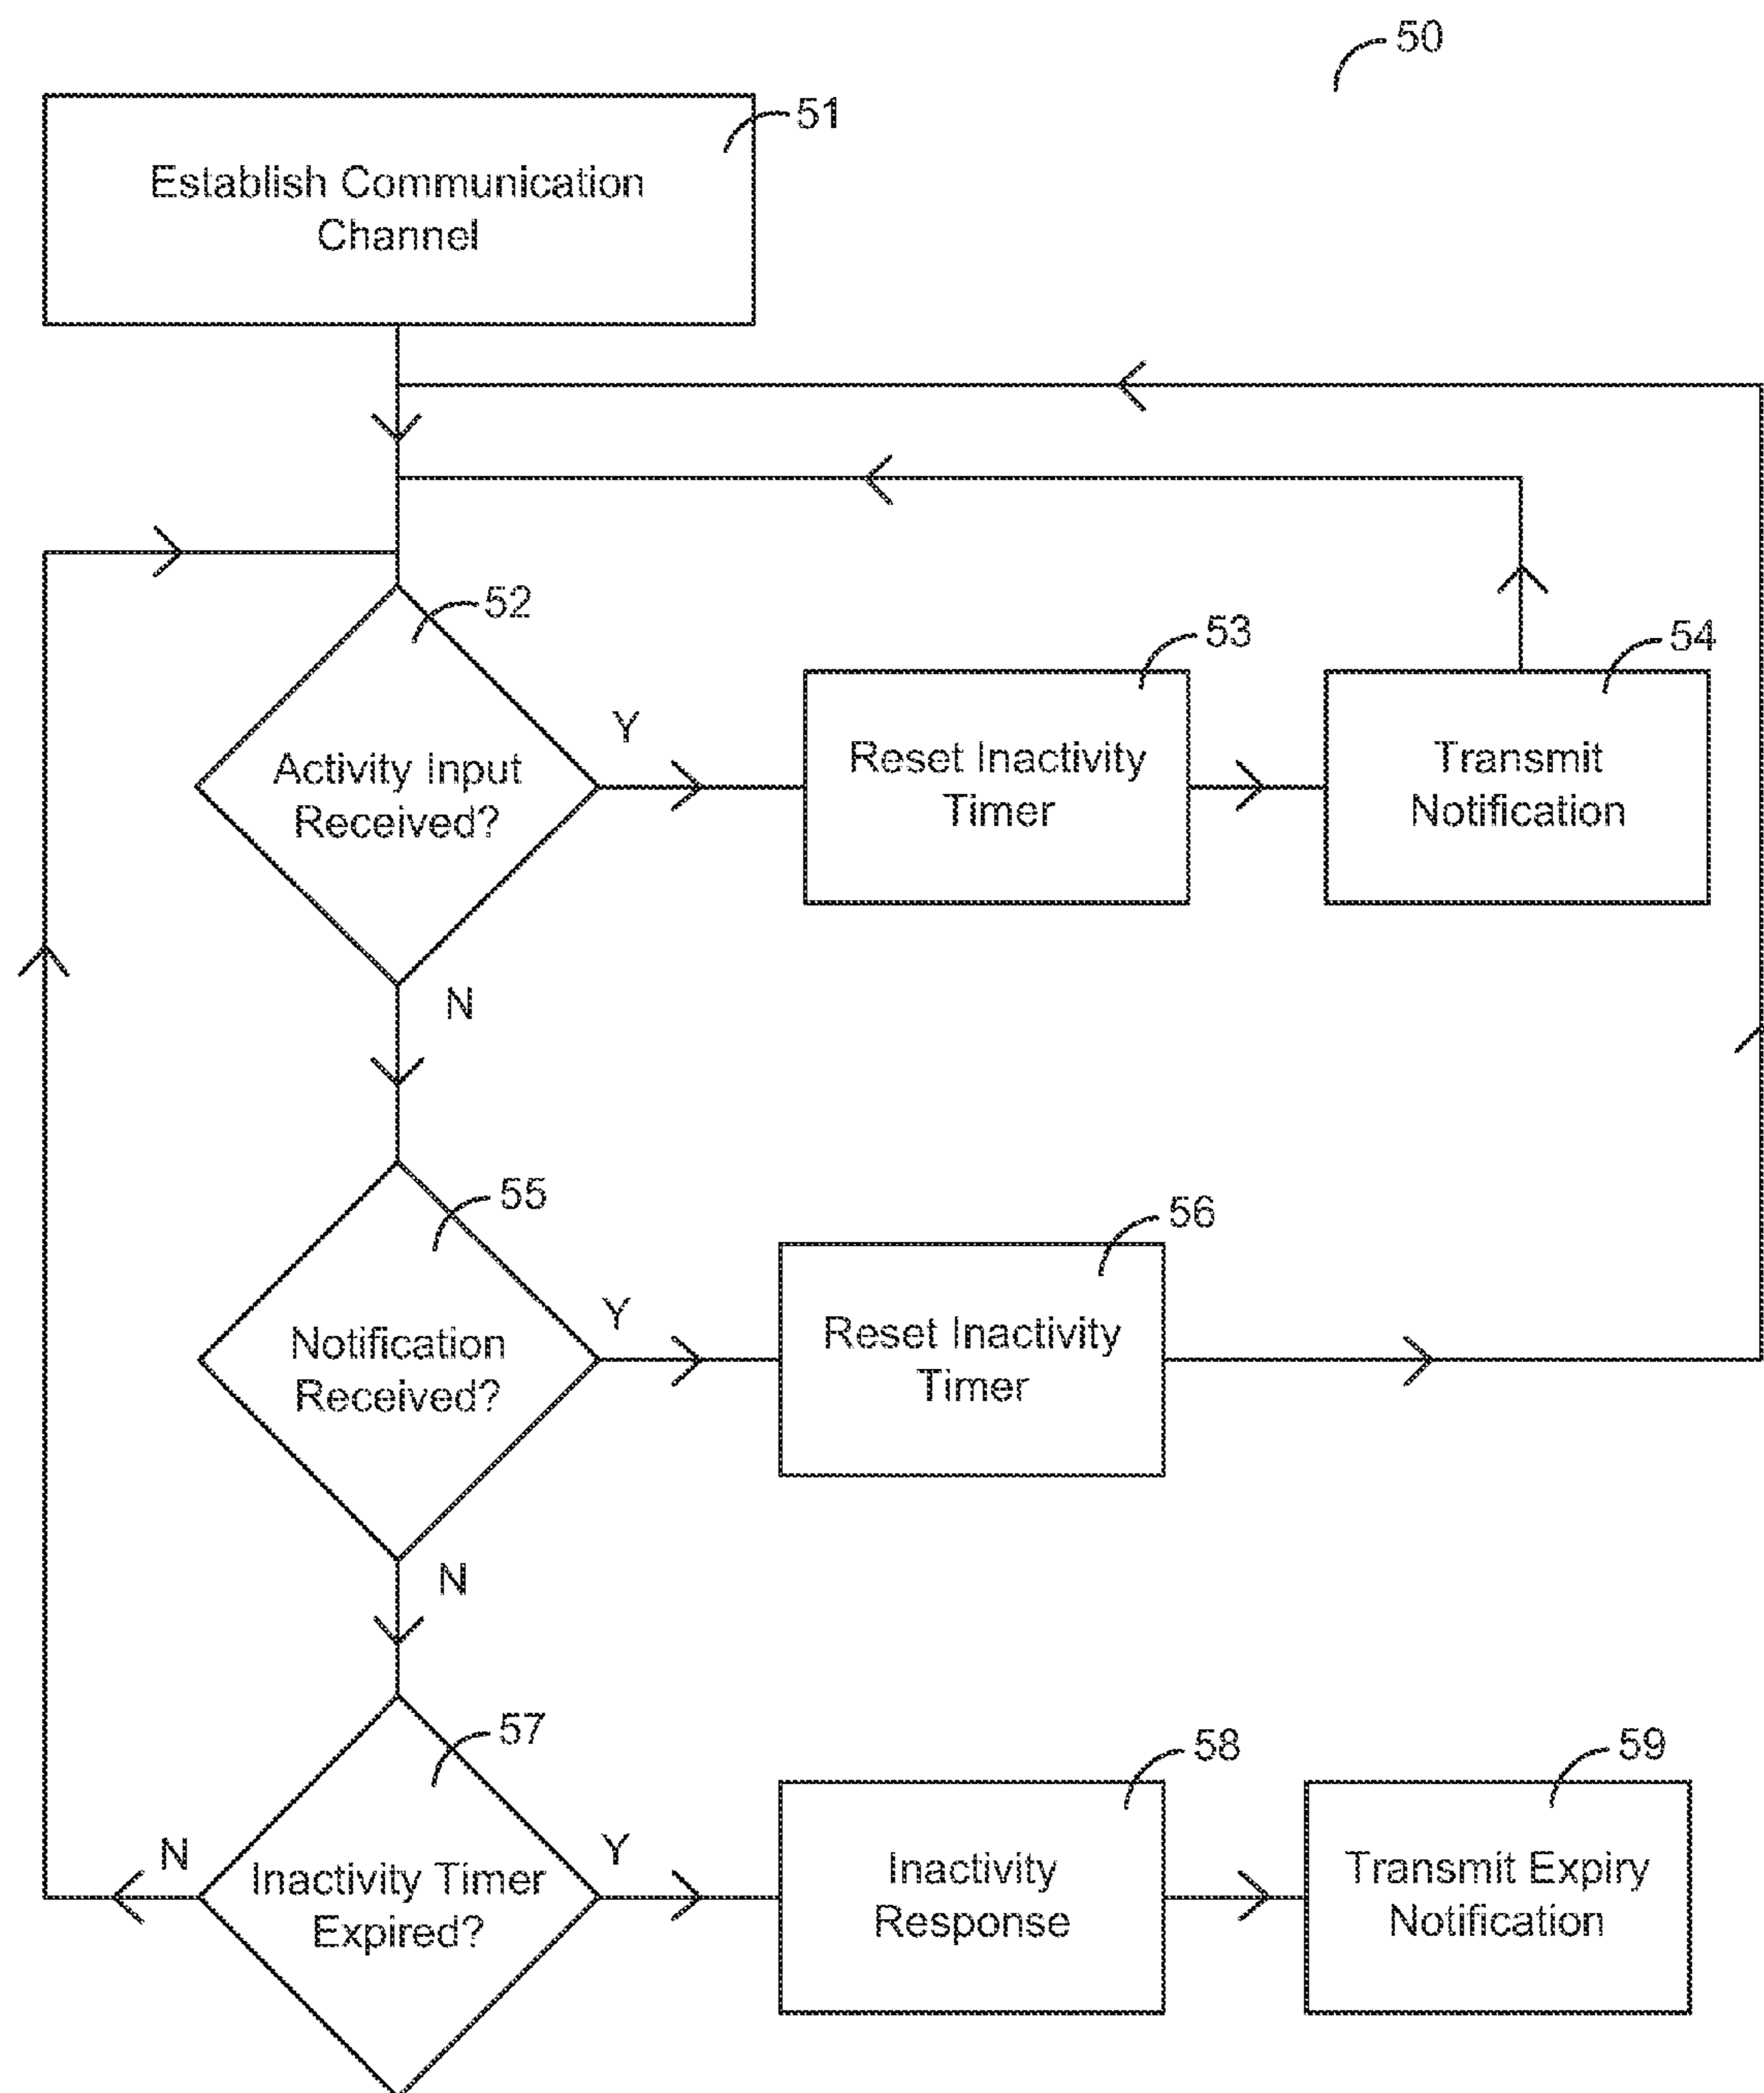 50
51
Establish Communication
Channel
52
53
54
Y
Activity Input
Received?
Reset Inactivity
Timer
Transmit
Notification
N
55
56
Y
Notification
Received?
Reset Inactivity
Timer
N
57
58
59
N
Y
Inactivity Timer
Expired?
Inactivity
Response
Transmit Expiry
Notification